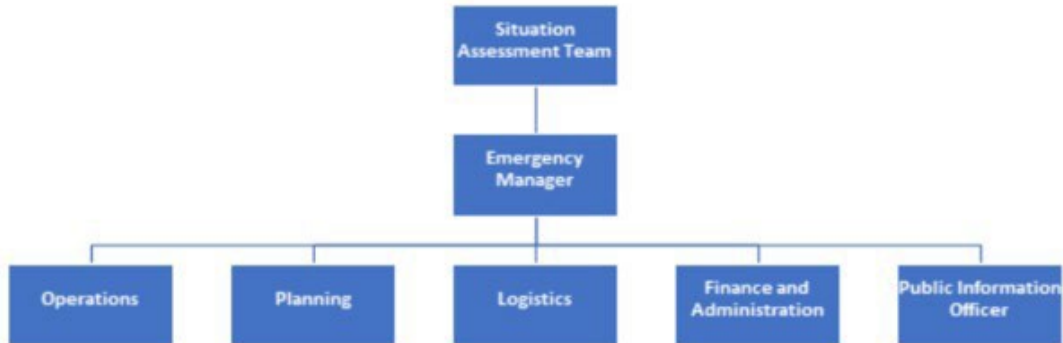 Situation
Assessment Team
Emergency
Manager
Operations
Planning
Logistics
Finance and
Administration
Public Information
Officer